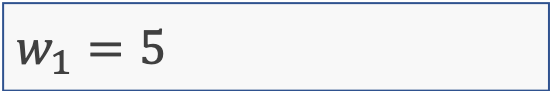 w₁ = 5